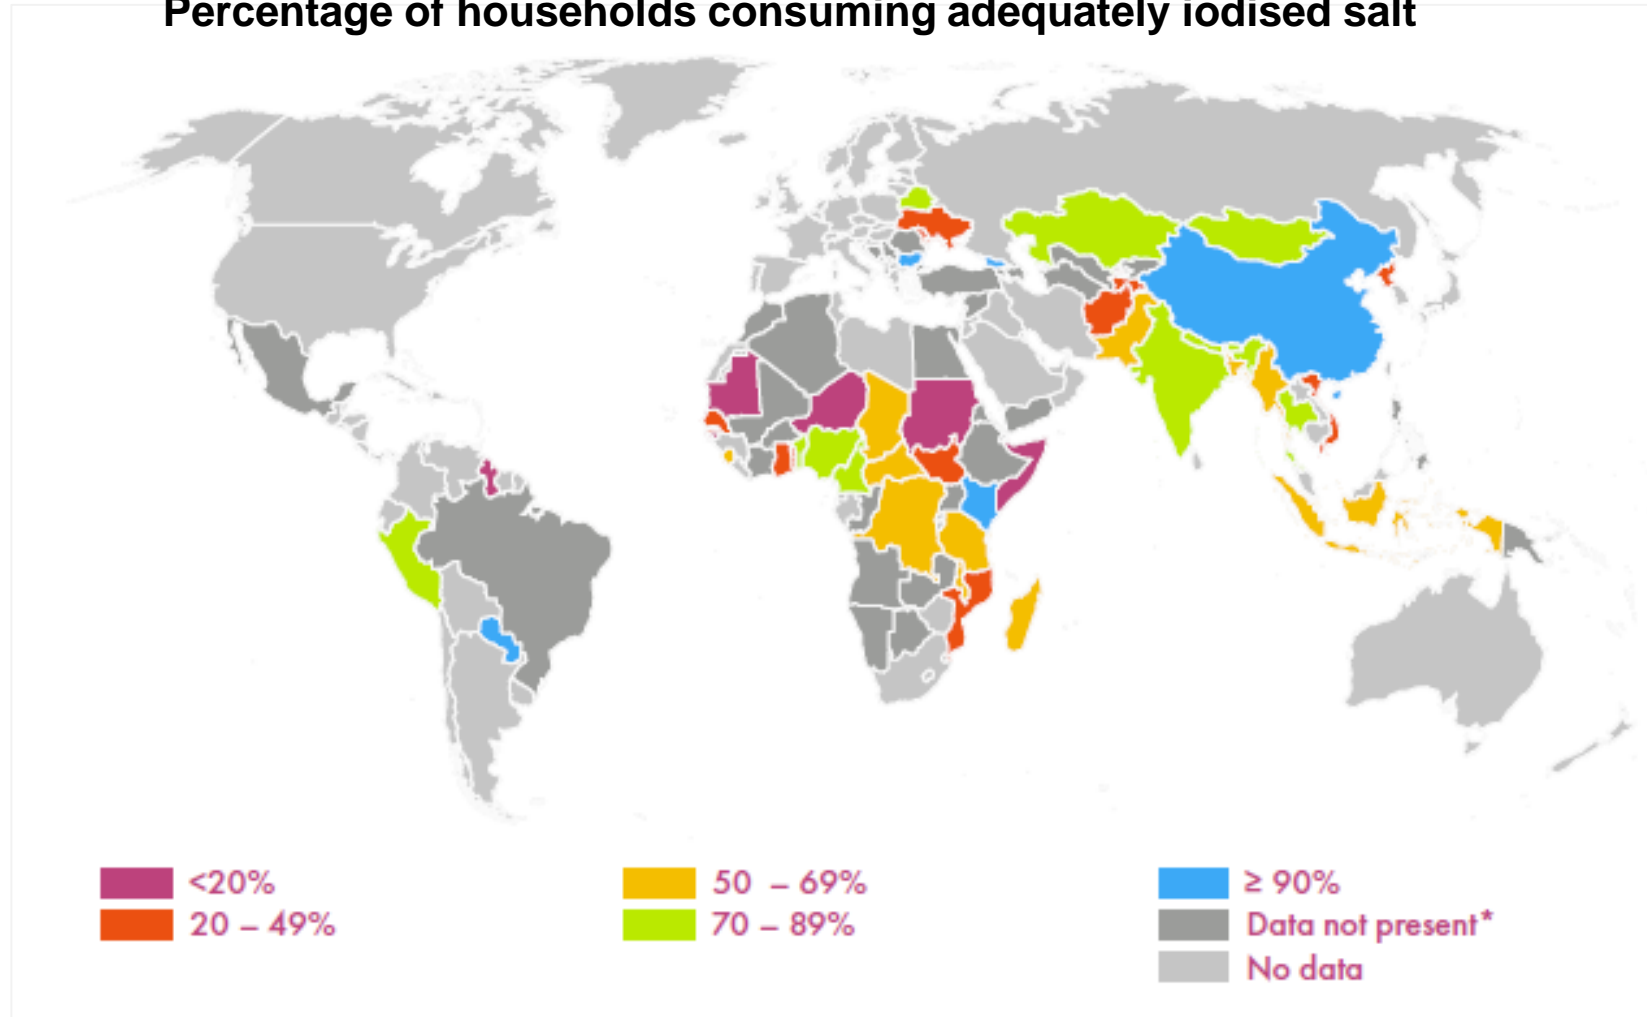 Percentage of households consuming adequately iodised salt
<20%
20 – 49%
50 – 69%
70 – 89%
≥ 90%
Data not present*
No data